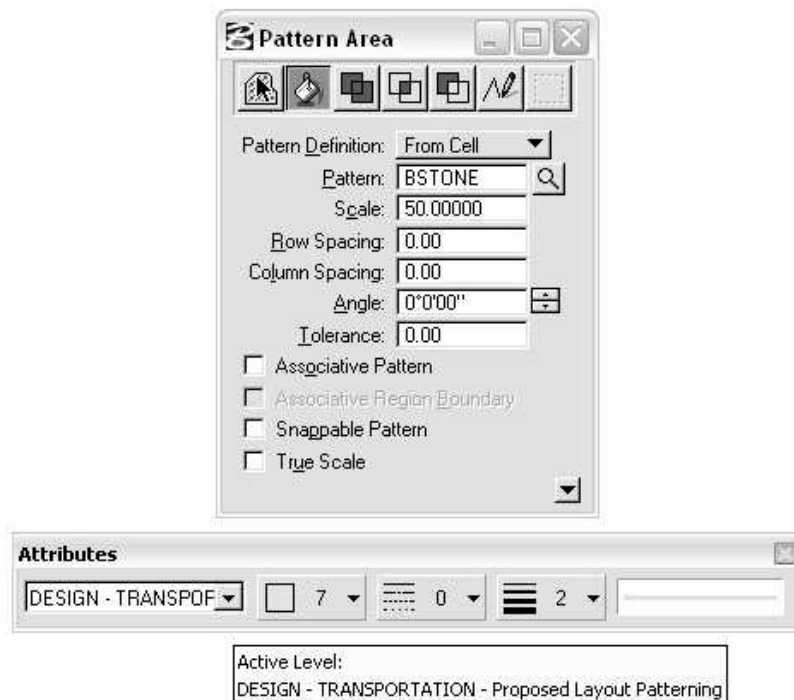 Pattern Area
Pattern Definition: From Cell
Pattern: BSTONE
Scale: 50.00000
Row Spacing: 0.00
Column Spacing: 0.00
Angle: 0°0'00"
Tolerance: 0.00
Associative Pattern
Associative Region Boundary
Snappable Pattern
True Scale
Attributes
DESIGN - TRANSPOF 7 0 2
Active Level:
DESIGN - TRANSPORTATION - Proposed Layout Patterning